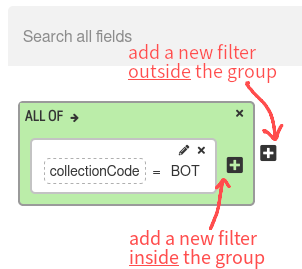 Search all fields
add a new filter
outside the group
ALL OF
collectionCode = BOT
add a new filter
inside the group